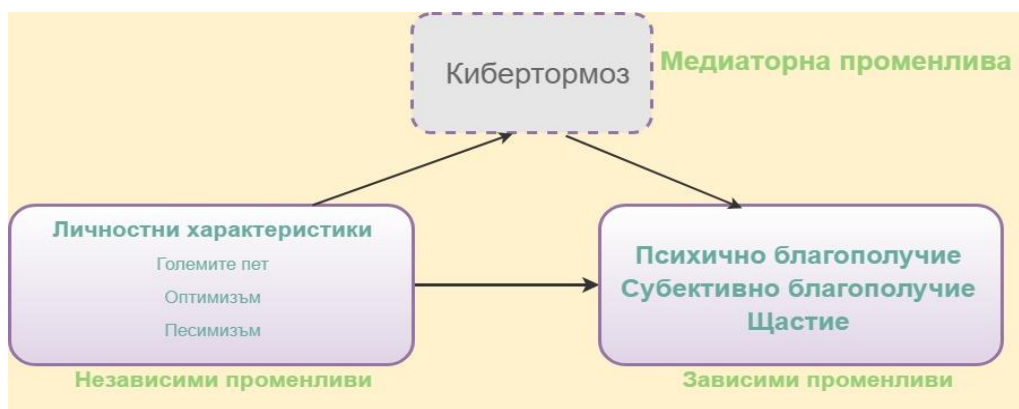 Кибертормоз
Медиаторна променлива
Личностни характеристики
Големите пет
Оптимизъм
Песимизъм
Независими променливи
Психично благополучие
Субективно благополучие
Щастие
Зависими променливи